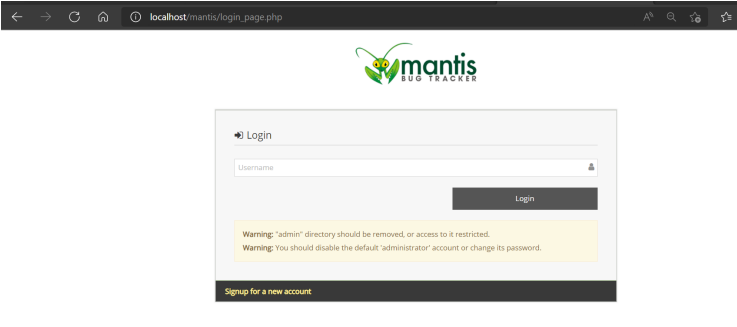 localhost/mantis/login_page.php
mantis
BUG TRACKER
Login
Username
Login
Warning: "admin" directory should be removed, or access to it restricted.
Warning: You should disable the default 'administrator' account or change its password.
Signup for a new account